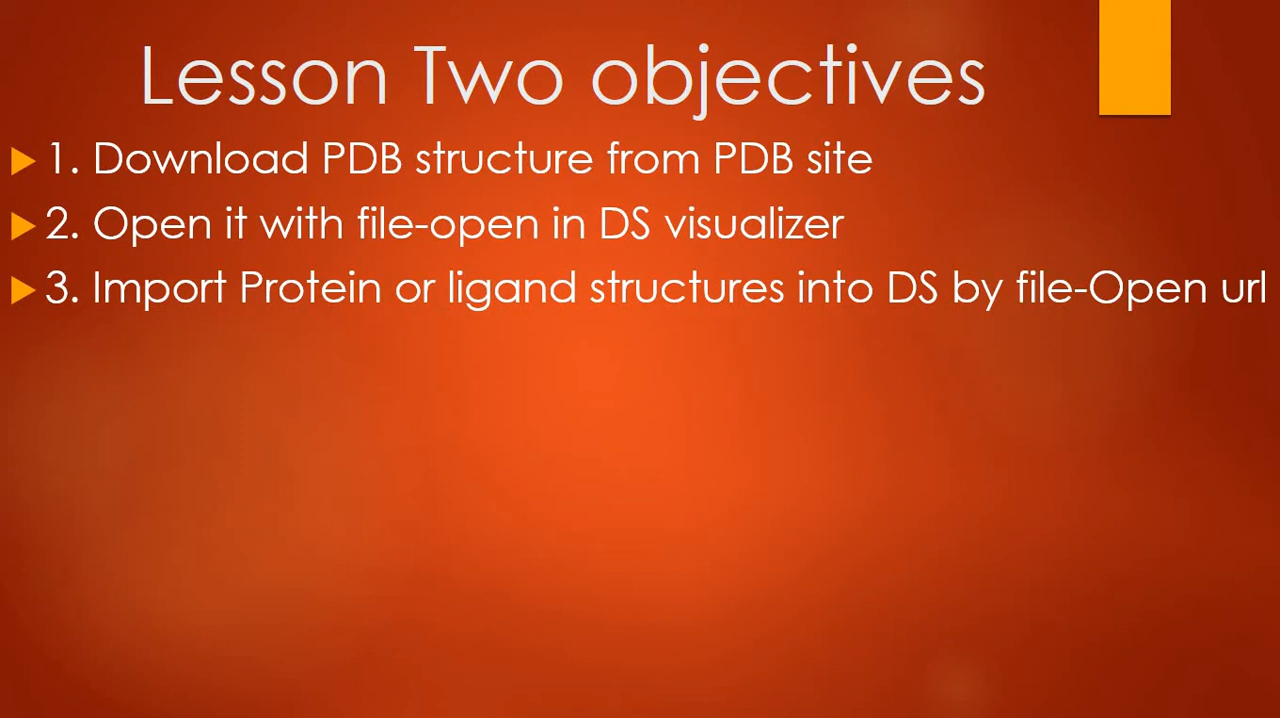 Lesson Two objectives
1. Download PDB structure from PDB site
2. Open it with file-open in DS visualizer
3. Import Protein or ligand structures into DS by file-Open url